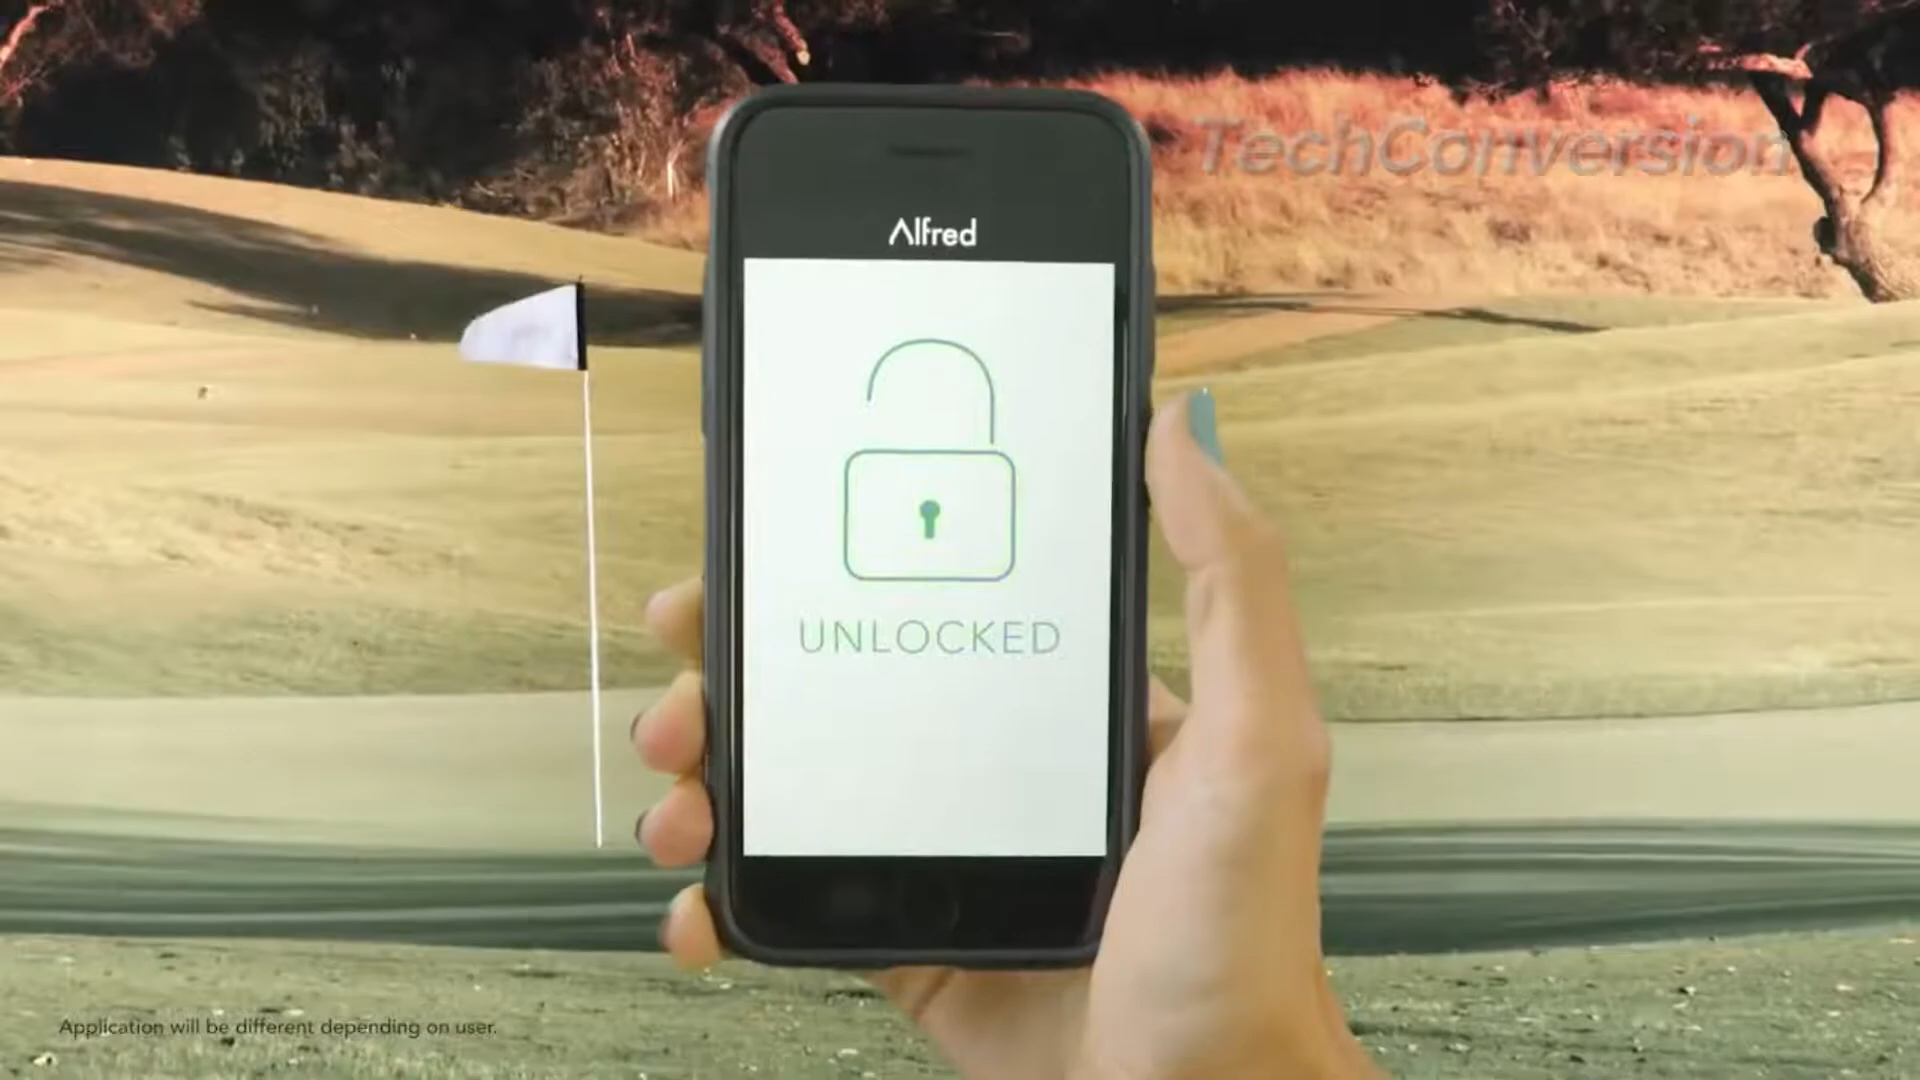 TechConversion
Alfred
UNLOCKED
Application will be different depending on user.